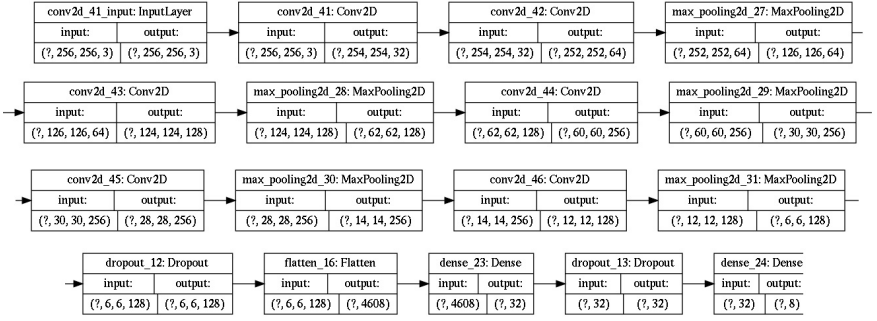 conv2d_41_input: InputLayer conv2d_41: Conv2D conv2d_42: Conv2D max_pooling2d_27: MaxPooling2D
input: output: input: output: input: output: input: output:
(?, 256, 256, 3) (?, 256, 256, 3) (?, 256, 256, 3) (?, 254, 254, 32) (?, 254, 254, 32) (?, 252, 252, 64) (?, 252, 252, 64) (?, 126, 126, 64)
conv2d_43: Conv2D max_pooling2d_28: MaxPooling2D conv2d_44: Conv2D max_pooling2d_29: MaxPooling2D
input: output: input: output: input: output: input: output:
(?, 126, 126, 64) (?, 124, 124, 128) (?, 124, 124, 128) (?, 62, 62, 128) (?, 62, 62, 128) (?, 60, 60, 256) (?, 60, 60, 256) (?, 30, 30, 256)
conv2d_45: Conv2D max_pooling2d_30: MaxPooling2D conv2d_46: Conv2D max_pooling2d_31: MaxPooling2D
input: output: input: output: input: output: input: output:
(?, 30, 30, 256) (?, 28, 28, 256) (?, 28, 28, 256) (?, 14, 14, 256) (?, 14, 14, 256) (?, 12, 12, 128) (?, 12, 12, 128) (?, 6, 6, 128)
dropout_12: Dropout flatten_16: Flatten dense_23: Dense dropout_13: Dropout dense_24: Dense
input: output: input: output: input: output: input: output: input: output:
(?, 6, 6, 128) (?, 6, 6, 128) (?, 6, 6, 128) (?, 4608) (?, 4608) (?, 32) (?, 32) (?, 32) (?, 32) (?, 8)